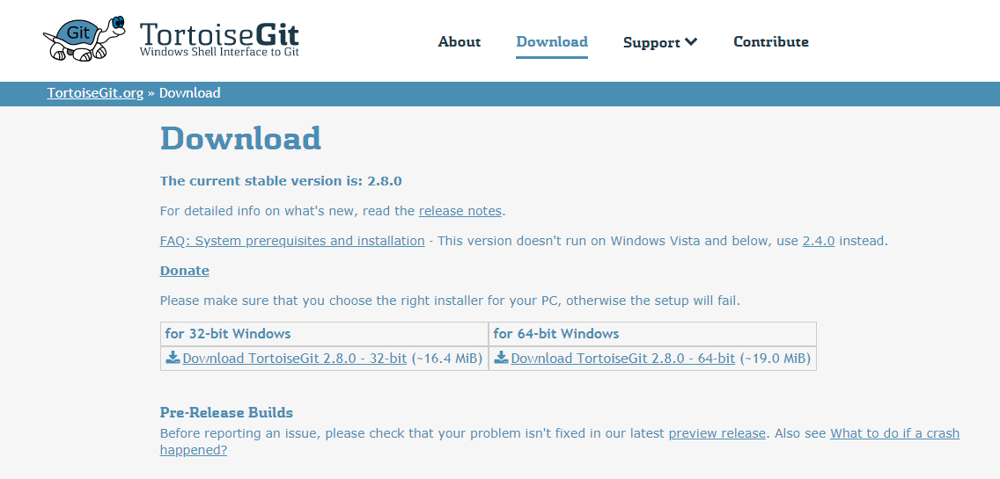 Git
TortoiseGit
Windows Shell Interface to Git
About Download Support Contribute
TortoiseGit.org » Download
Download
The current stable version is: 2.8.0
For detailed info on what's new, read the release notes.
FAQ: System prerequisites and installation - This version doesn't run on Windows Vista and below, use 2.4.0 instead.
Donate
Please make sure that you choose the right installer for your PC, otherwise the setup will fail.
for 32-bit Windows for 64-bit Windows
Download TortoiseGit 2.8.0 - 32-bit (~16.4 MiB) Download TortoiseGit 2.8.0 - 64-bit (~19.0 MiB)
Pre-Release Builds
Before reporting an issue, please check that your problem isn't fixed in our latest preview release. Also see What to do if a crash
happened?